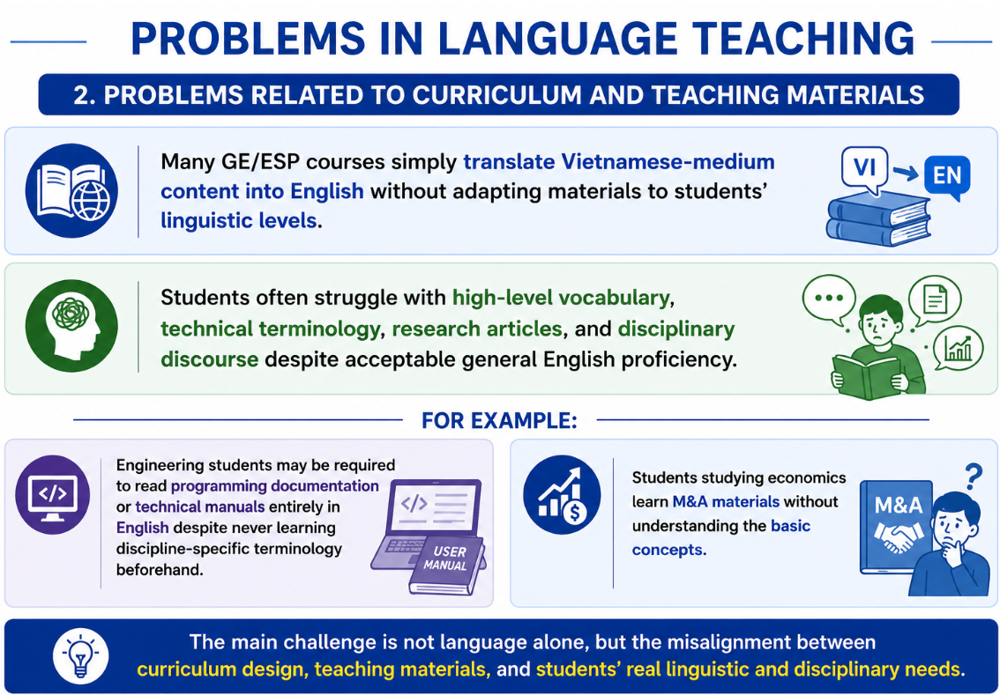 PROBLEMS IN LANGUAGE TEACHING
2. PROBLEMS RELATED TO CURRICULUM AND TEACHING MATERIALS
Many GE/ESP courses simply translate Vietnamese-medium
content into English without adapting materials to students'
linguistic levels.
VI
EN
Students often struggle with high-level vocabulary,
technical terminology, research articles, and disciplinary
discourse despite acceptable general English proficiency.
FOR EXAMPLE:
</>
Engineering students may be required
to read programming documentation
or technical manuals entirely in
English despite never learning
discipline-specific terminology
beforehand.
</>
USER
MANUAL
$
Students studying economics
learn M&A materials without
understanding the basic
concepts.
M&A
?
The main challenge is not language alone, but the misalignment between
curriculum design, teaching materials, and students' real linguistic and disciplinary needs.